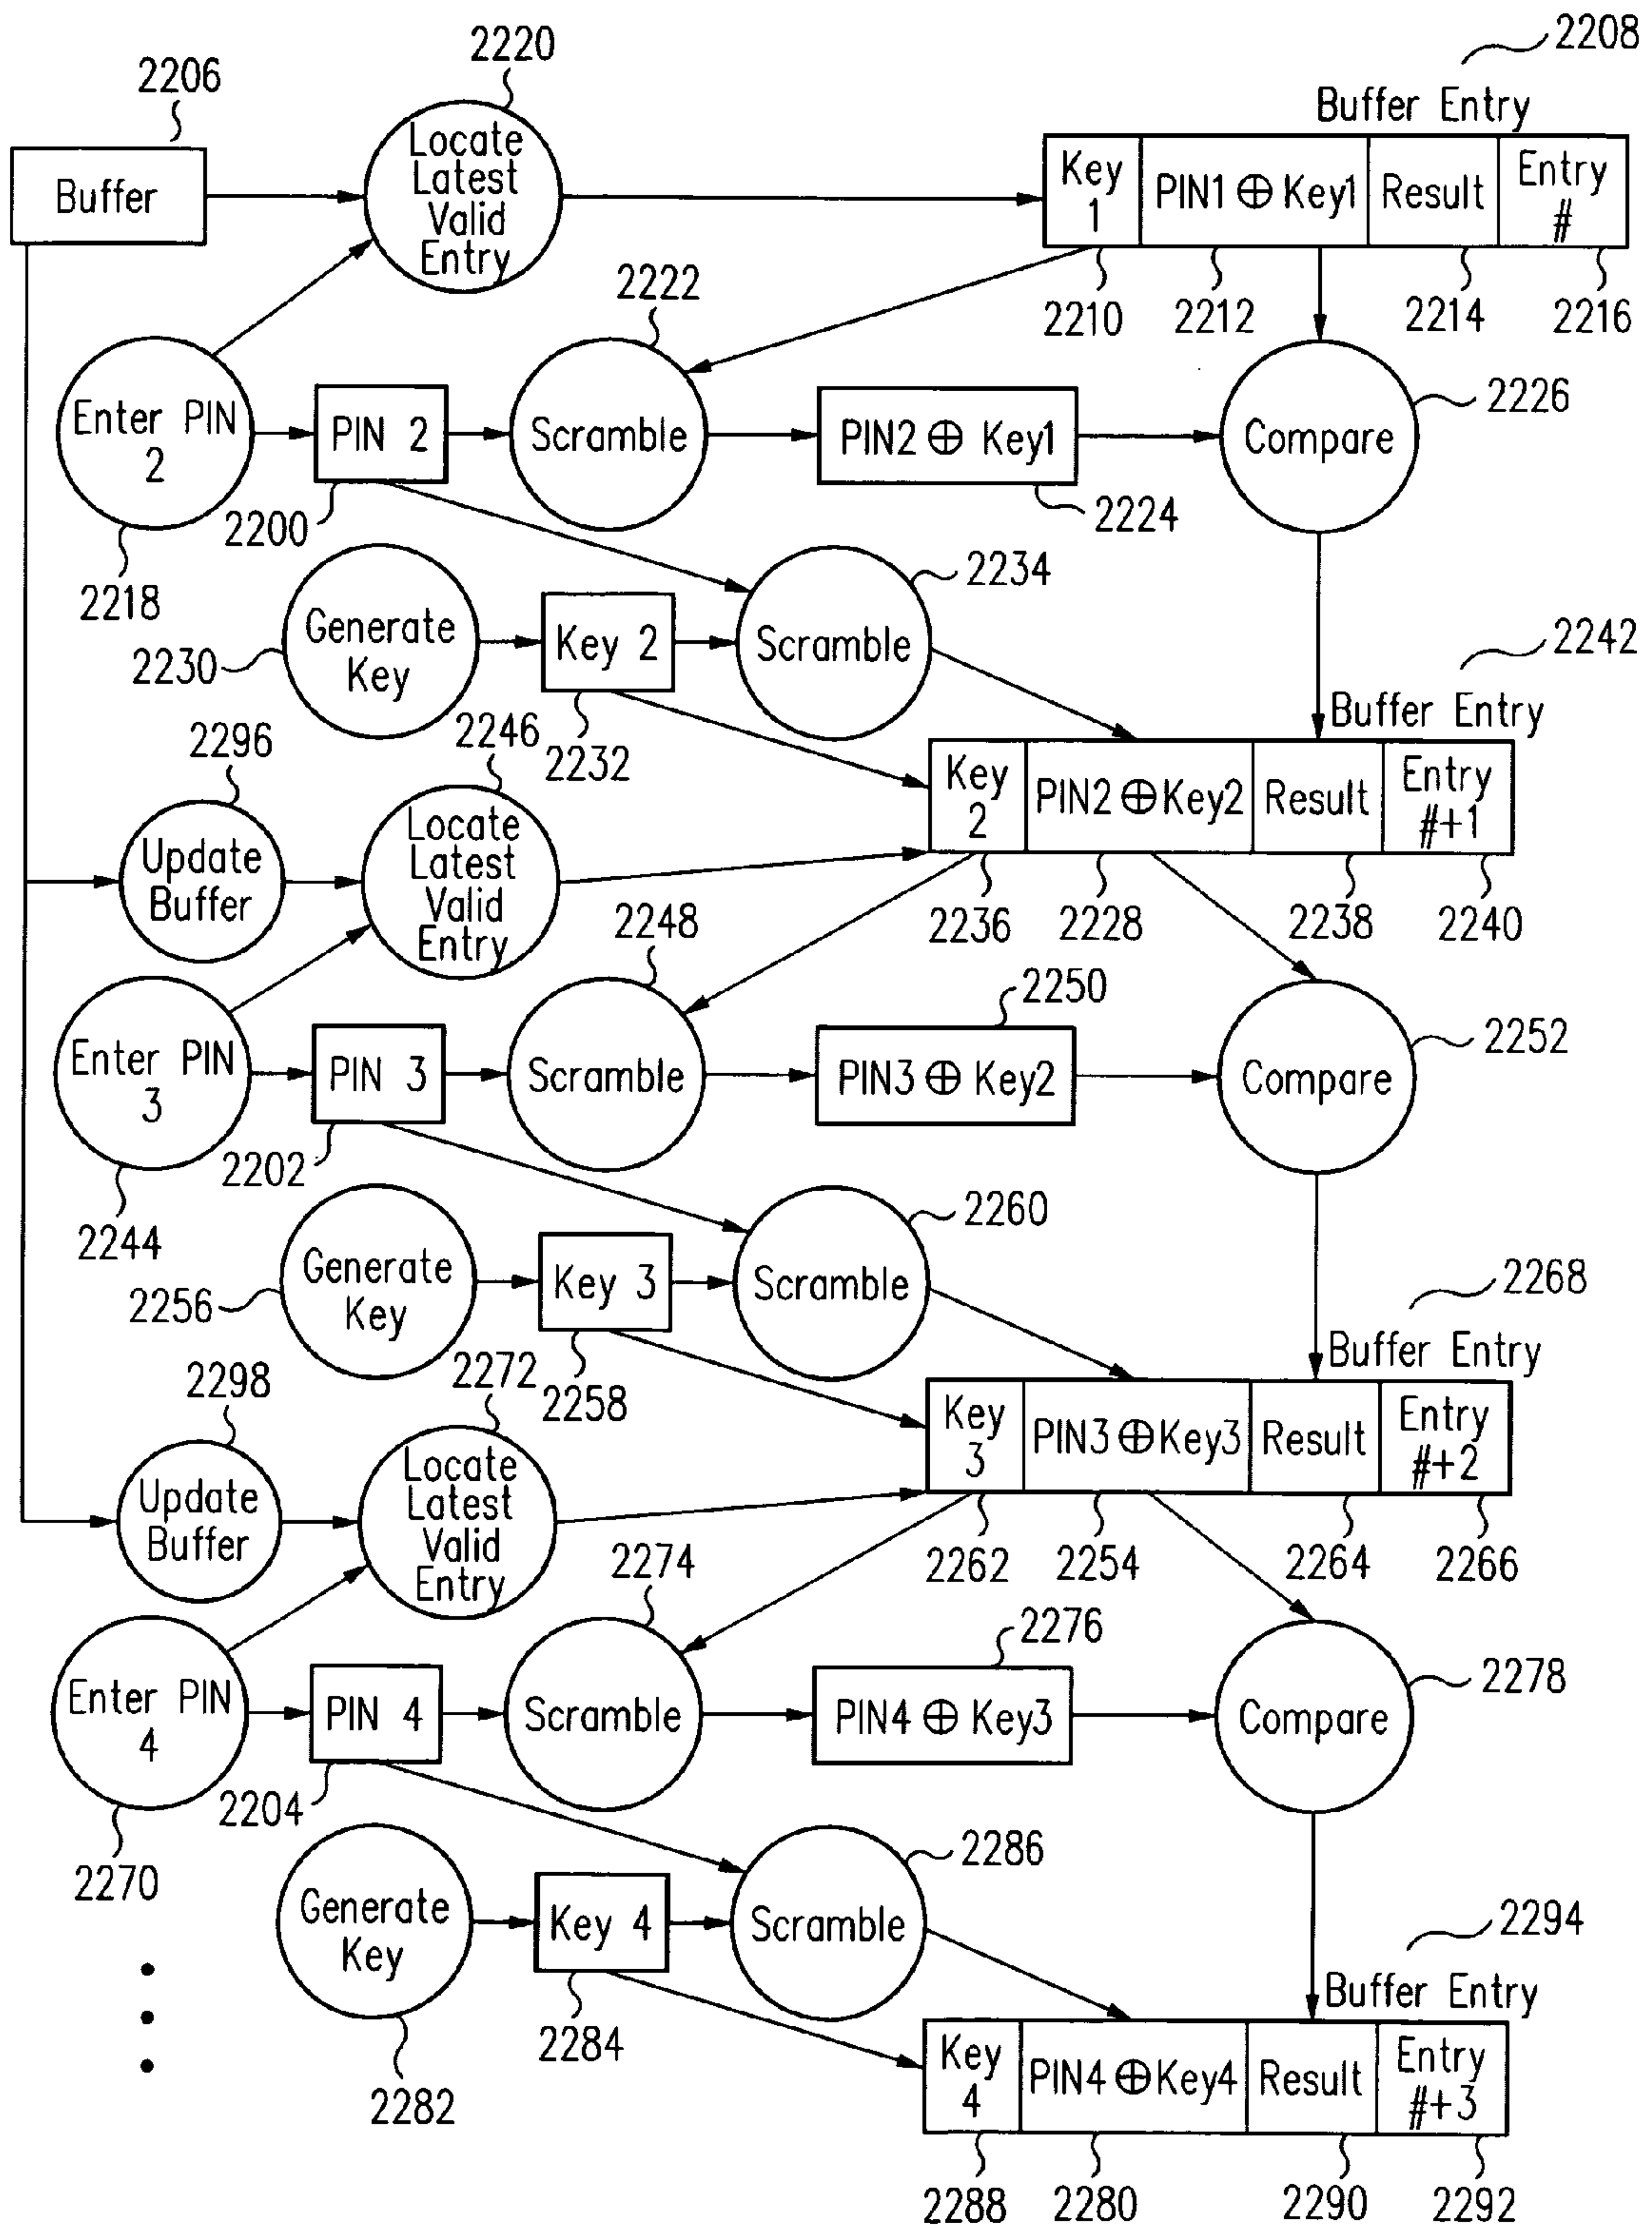 2208
2220
2206
Buffer Entry
Buffer
Locate
Latest
Valid
Entry
Key
1
PIN1 ⊕ Key1
Result
Entry
#
2222
2210
2212
2214
2216
Enter PIN
2
PIN 2
Scramble
PIN2 ⊕ Key1
Compare
2226
2200
2224
2218
2234
Generate
Key
Key 2
Scramble
2230
2242
2246
2232
Buffer Entry
2296
Key
2
PIN2 ⊕ Key2
Result
Entry
#+1
Update
Buffer
Locate
Latest
Valid
Entry
2248
2236
2228
2238
2240
2250
Enter PIN
3
PIN 3
Scramble
PIN3 ⊕ Key2
Compare
2252
2202
2244
2260
Generate
Key
Key 3
Scramble
2256
2268
2272
2258
Buffer Entry
2298
Key
3
PIN3 ⊕ Key3
Result
Entry
#+2
Update
Buffer
Locate
Latest
Valid
Entry
2274
2262
2254
2264
2266
2276
Enter PIN
4
PIN 4
Scramble
PIN4 ⊕ Key3
Compare
2278
2204
2270
2286
Generate
Key
Key 4
Scramble
2294
Buffer Entry
2284
2282
Key
4
PIN4 ⊕ Key4
Result
Entry
#+3
2288
2280
2290
2292